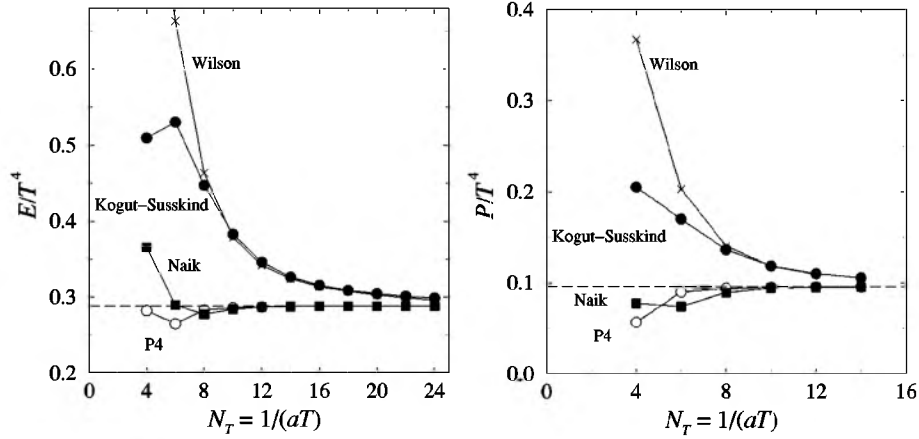 E/T^4
0.6
0.5
0.4
0.3
0.2
Wilson
Kogut–Susskind
Naik
P4
0 4 8 12 16 20 24
N_T = 1/(aT)
P/T^4
0.4
0.3
0.2
0.1
0.0
Wilson
Kogut–Susskind
Naik
P4
0 4 8 12 16
N_T = 1/(aT)